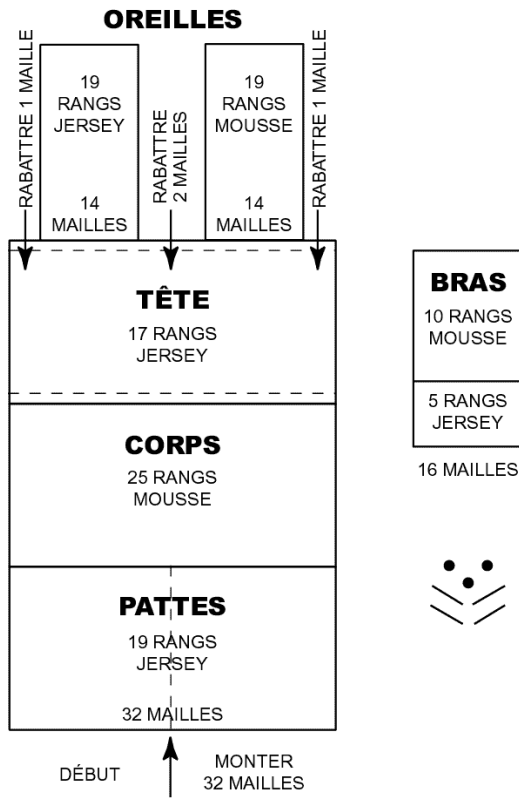 OREILLES
RABATTRE 1 MAILLE
19
RANGS
JERSEY
14
MAILLES
RABATTRE
2 MAILLES
19
RANGS
MOUSSE
14
MAILLES
RABATTRE 1 MAILLE
TÊTE
17 RANGS
JERSEY
CORPS
25 RANGS
MOUSSE
PATTES
19 RANGS
JERSEY
32 MAILLES
DÉBUT
MONTER
32 MAILLES
BRAS
10 RANGS
MOUSSE
5 RANGS
JERSEY
16 MAILLES